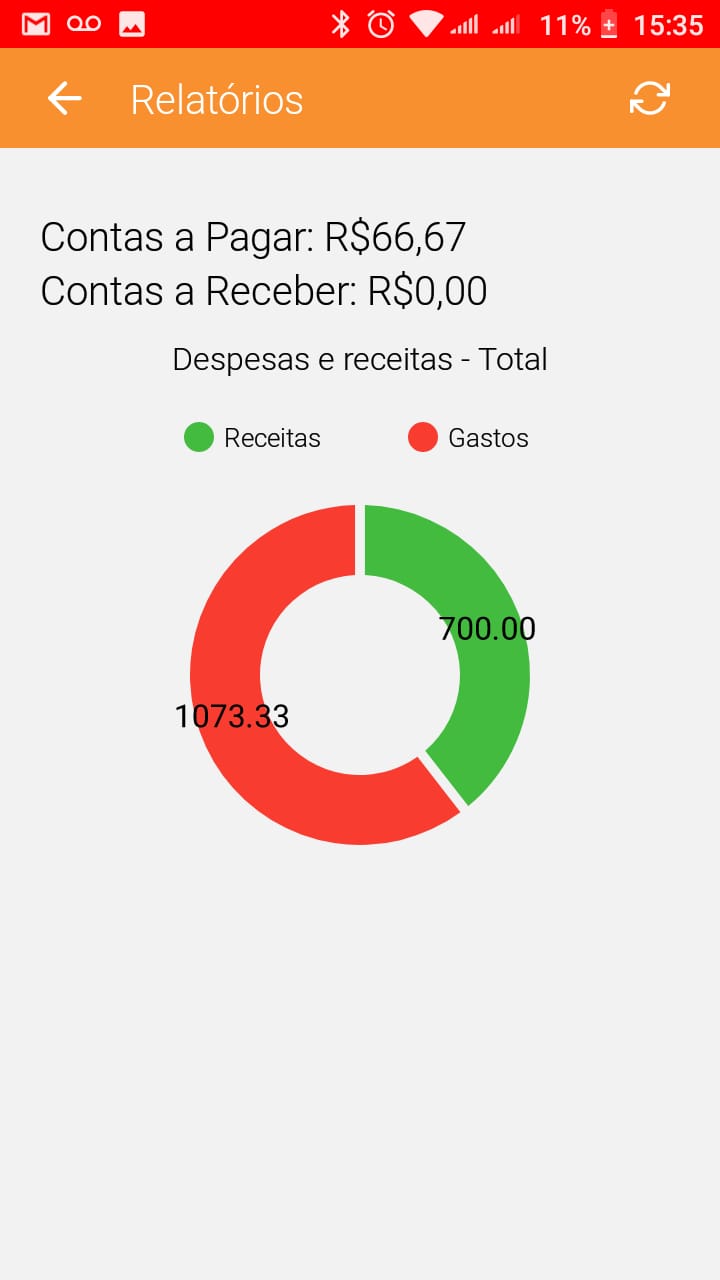 11% 15:35
Relatórios
Contas a Pagar: R$66,67
Contas a Receber: R$0,00
Despesas e receitas - Total
Receitas Gastos
700.00
1073.33